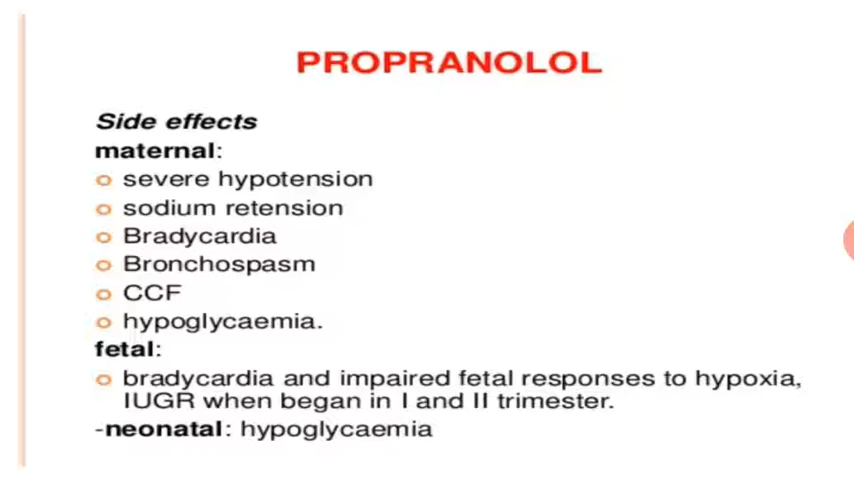 PROPRANOLOL
Side effects
maternal:
severe hypotension
sodium retension
Bradycardia
Bronchospasm
CCF
hypoglycaemia.
fetal:
bradycardia and impaired fetal responses to hypoxia,
IUGR when began in I and II trimester.
-neonatal: hypoglycaemia